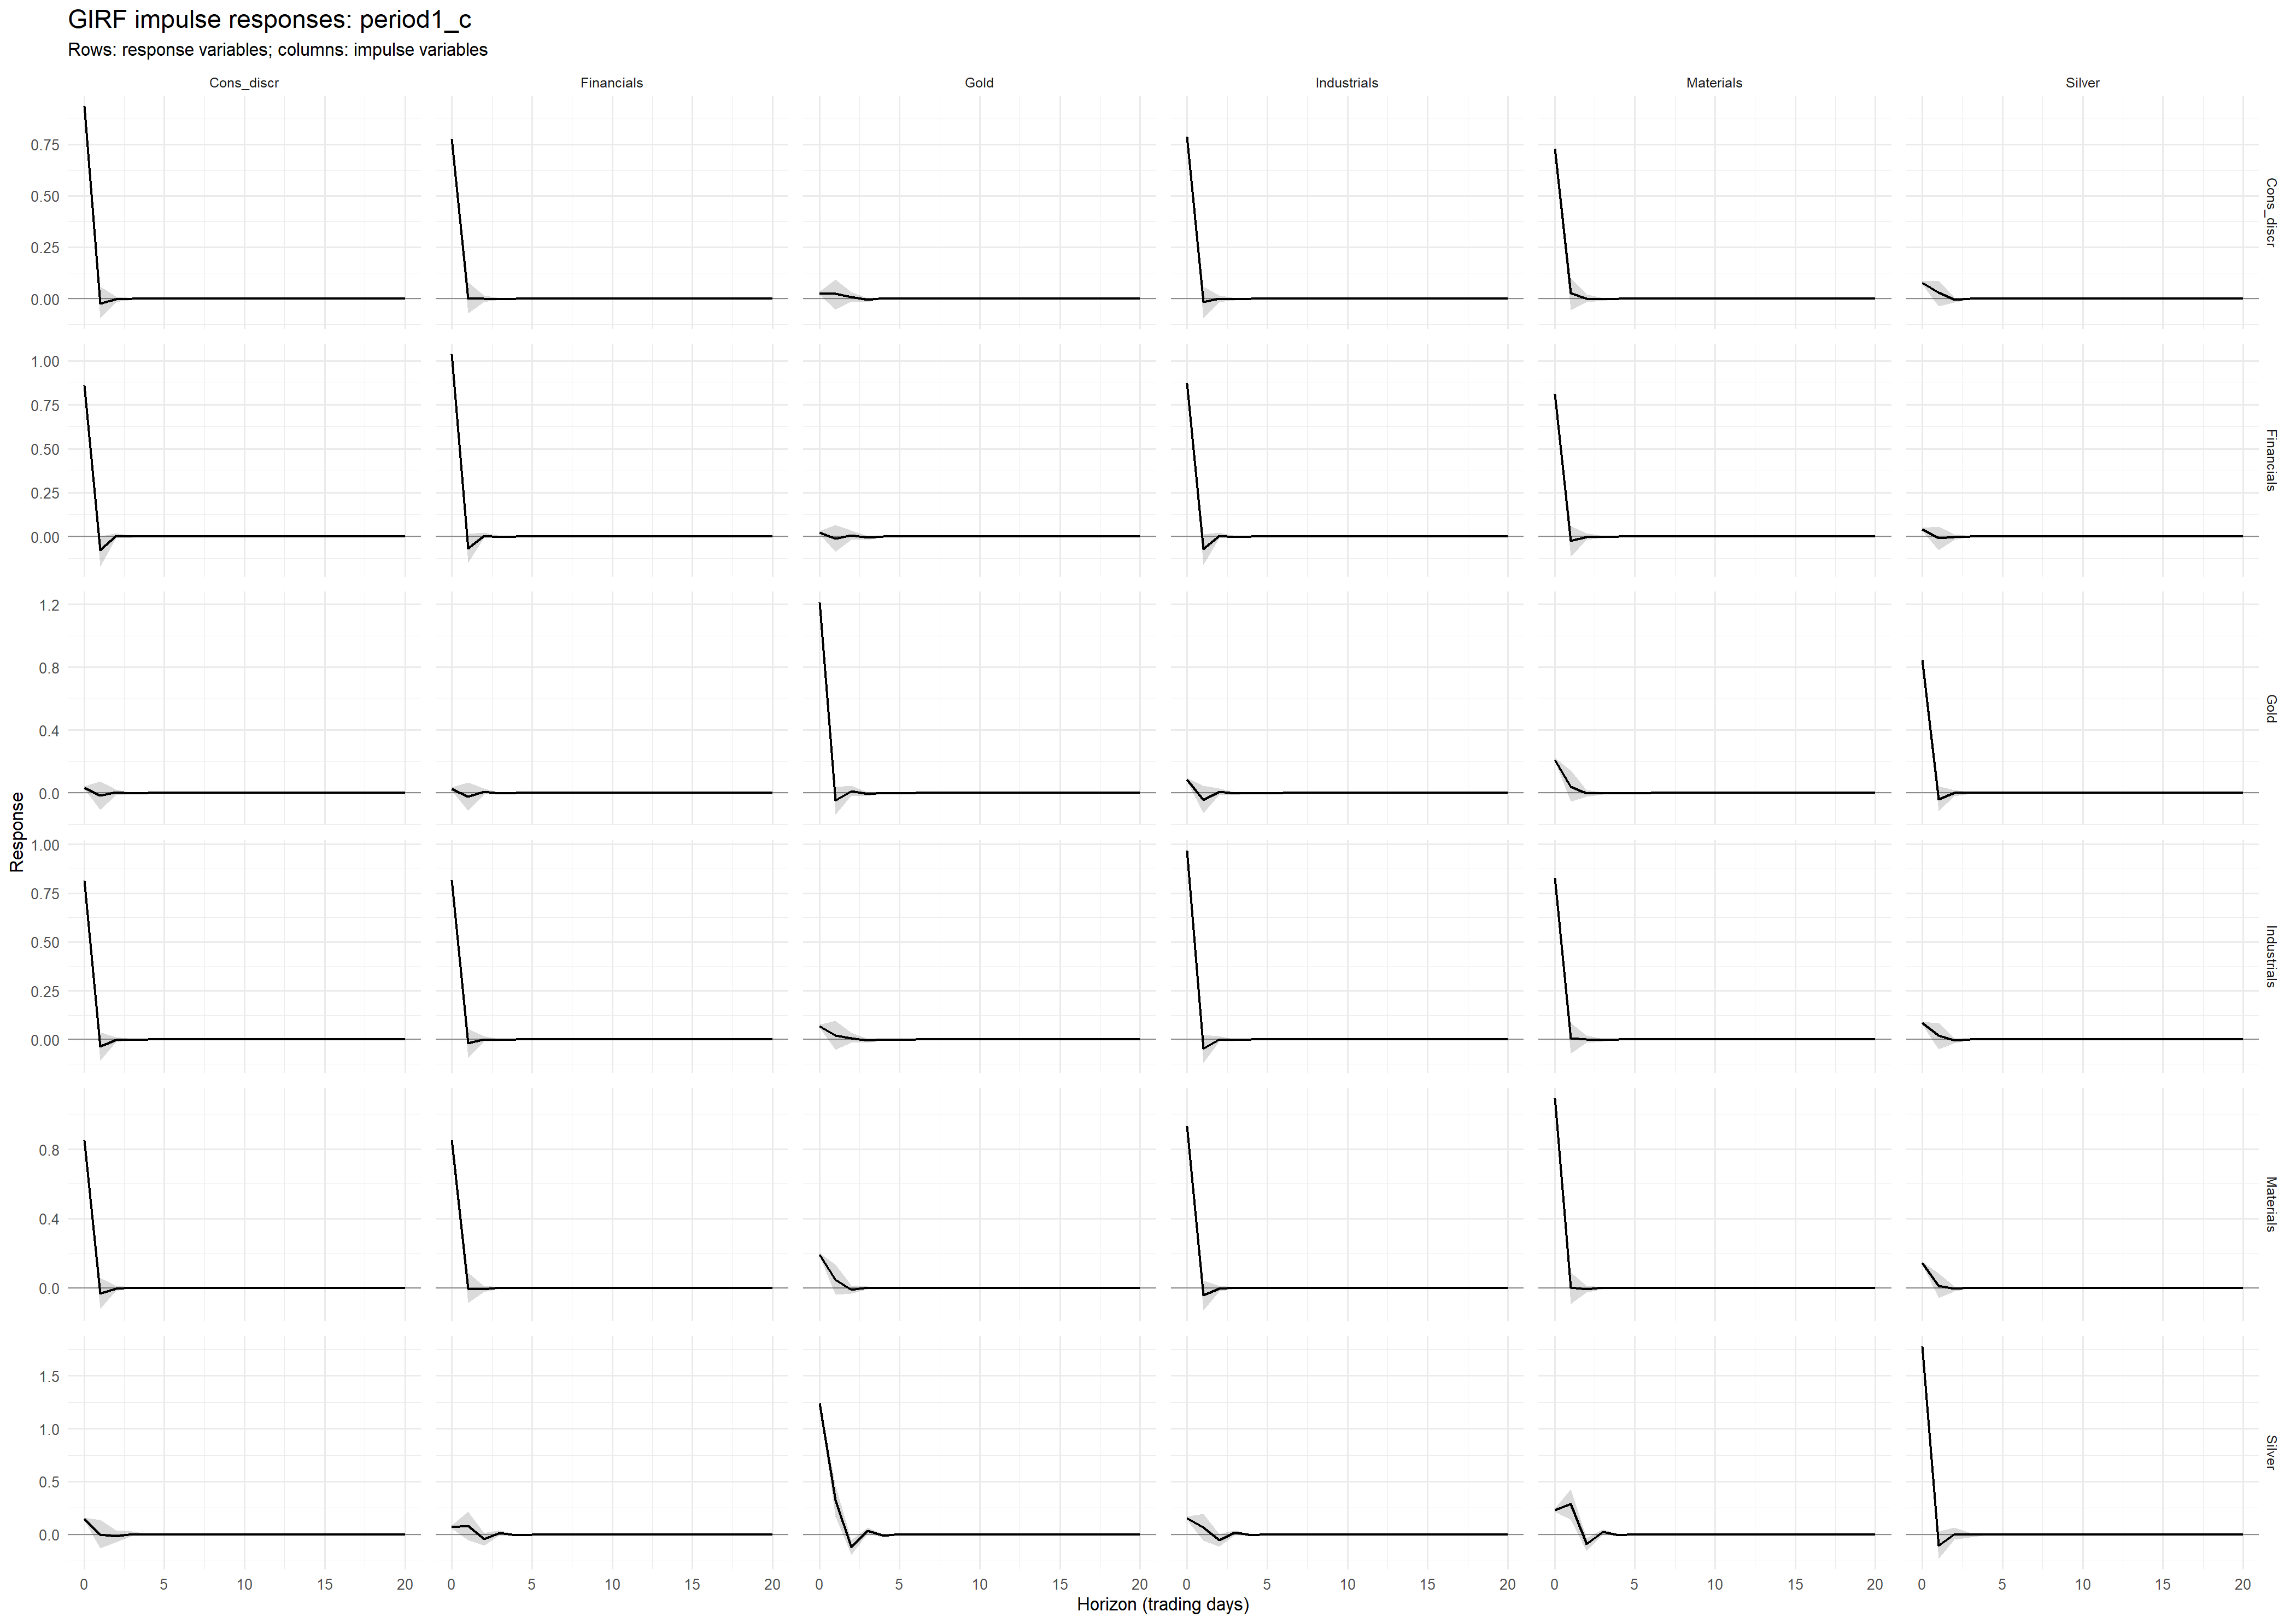 GIRF impulse responses: period1_c
Rows: response variables; columns: impulse variables
Cons_discr Financials Gold Industrials Materials Silver
0.75
0.50
0.25
0.00
Cons_discr
1.00
0.75
0.50
0.25
0.00
Financials
1.2
0.8
0.4
0.0
Gold
Response
1.00
0.75
0.50
0.25
0.00
Industrials
0.8
0.4
0.0
Materials
1.5
1.0
0.5
0.0
Silver
0 5 10 15 20 0 5 10 15 20 0 5 10 15 20 0 5 10 15 20 0 5 10 15 20 0 5 10 15 20
Horizon (trading days)